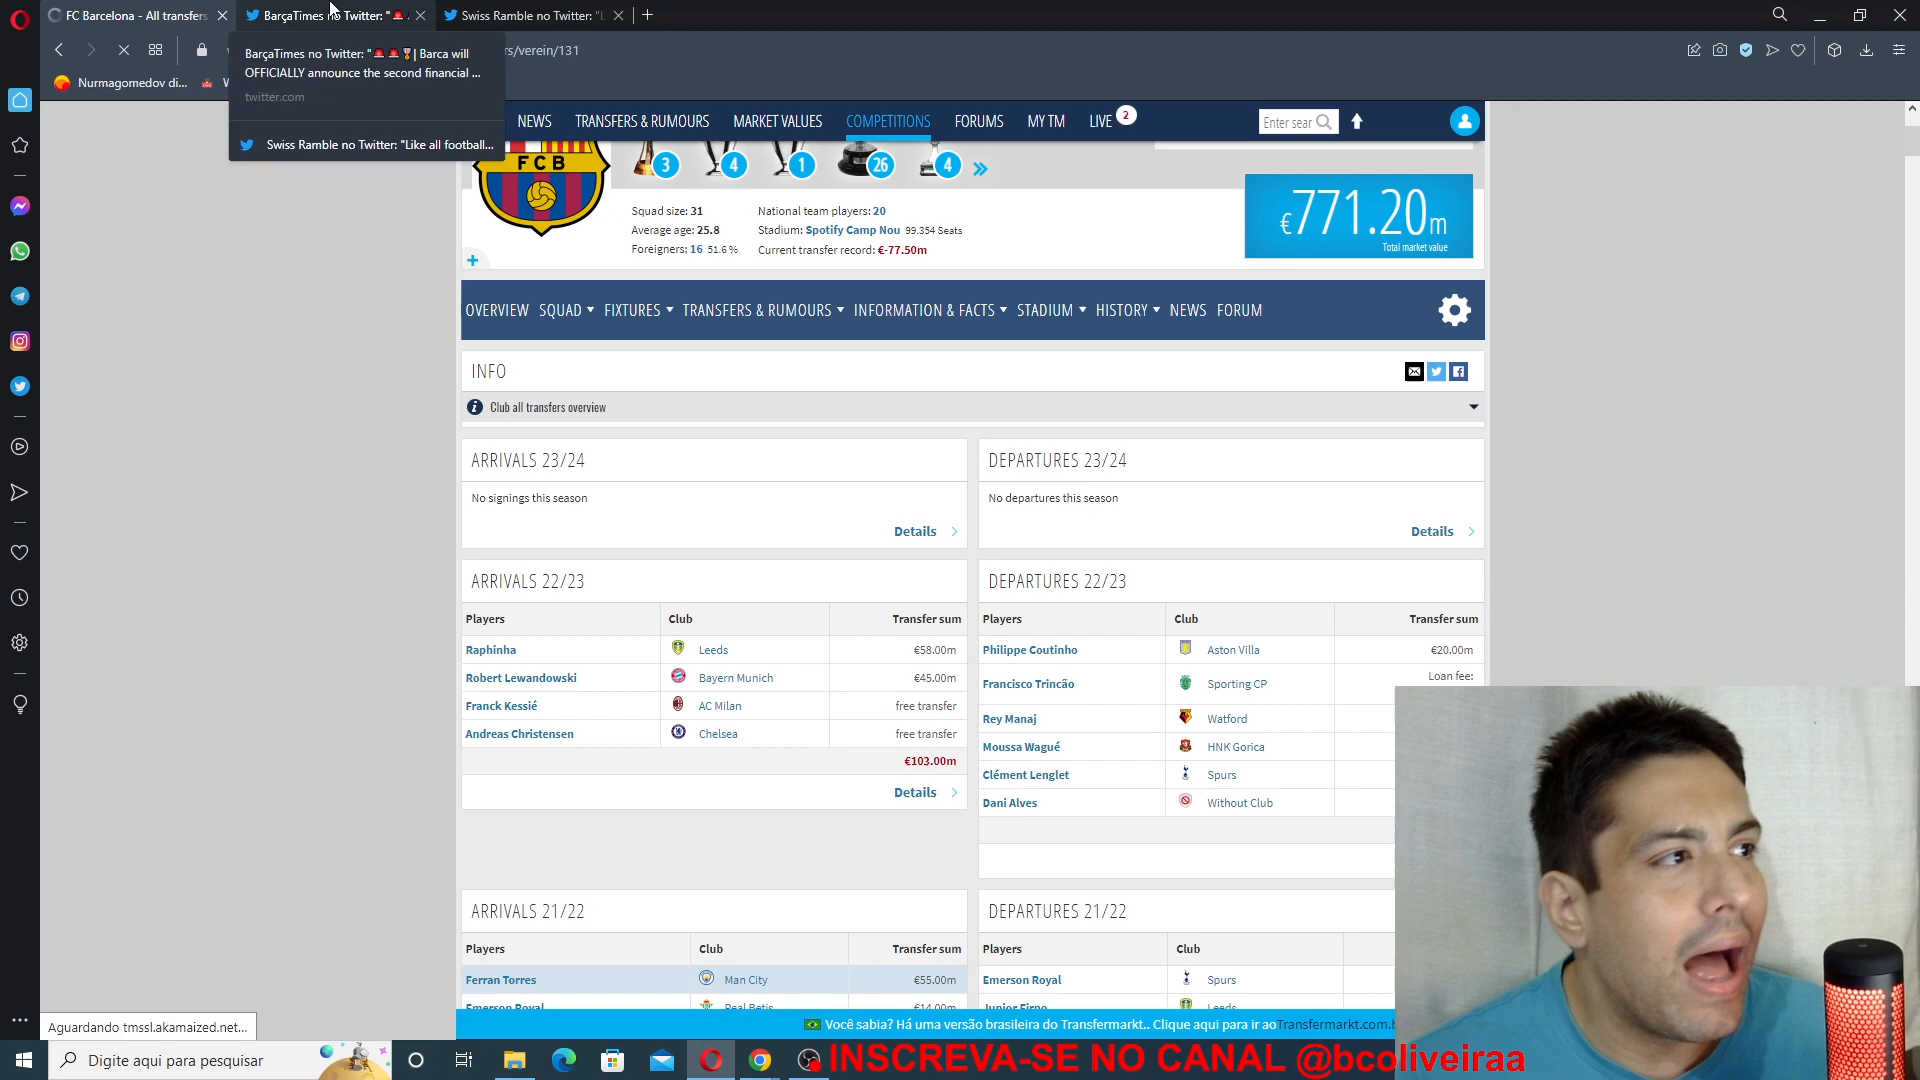 FC Barcelona - All transfers
BarçaTimes no Twitter: "🚨
Swiss Ramble no Twitter: "L
rs/verein/131
BarçaTimes no Twitter: "🚨🚨🎖| Barca will
OFFICIALLY announce the second financial ...
twitter.com
Swiss Ramble no Twitter: "Like all football...
Nurmagomedov di...
NEWS TRANSFERS & RUMOURS MARKET VALUES COMPETITIONS FORUMS MY TM LIVE 2
Enter sear
FCB
3 4 1 26 4
Squad size: 31
Average age: 25.8
Foreigners: 16 51.6 %
National team players: 20
Stadium: Spotify Camp Nou 99.354 Seats
Current transfer record: €-77.50m
€771.20m
Total market value
OVERVIEW SQUAD FIXTURES TRANSFERS & RUMOURS INFORMATION & FACTS STADIUM HISTORY NEWS FORUM
INFO
Club all transfers overview
ARRIVALS 23/24
No signings this season
Details
DEPARTURES 23/24
No departures this season
Details
ARRIVALS 22/23
Players Club Transfer sum
Raphinha Leeds €58.00m
Robert Lewandowski Bayern Munich €45.00m
Franck Kessié AC Milan free transfer
Andreas Christensen Chelsea free transfer
€103.00m
Details
DEPARTURES 22/23
Players Club Transfer sum
Philippe Coutinho Aston Villa €20.00m
Francisco Trincão Sporting CP Loan fee:
Rey Manaj Watford
Moussa Wagué HNK Gorica
Clément Lenglet Spurs
Dani Alves Without Club
ARRIVALS 21/22
Players Club Transfer sum
Ferran Torres Man City €55.00m
Emerson Royal Real Betis €14.00m
DEPARTURES 21/22
Players Club
Emerson Royal Spurs
Junior Firpo Leeds
Aguardando tmssl.akamaized.net...
Você sabia? Há uma versão brasileira do Transfermarkt.. Clique aqui para ir ao Transfermarkt.com.b
Digite aqui para pesquisar
INSCREVA-SE NO CANAL @bcoliveiraa